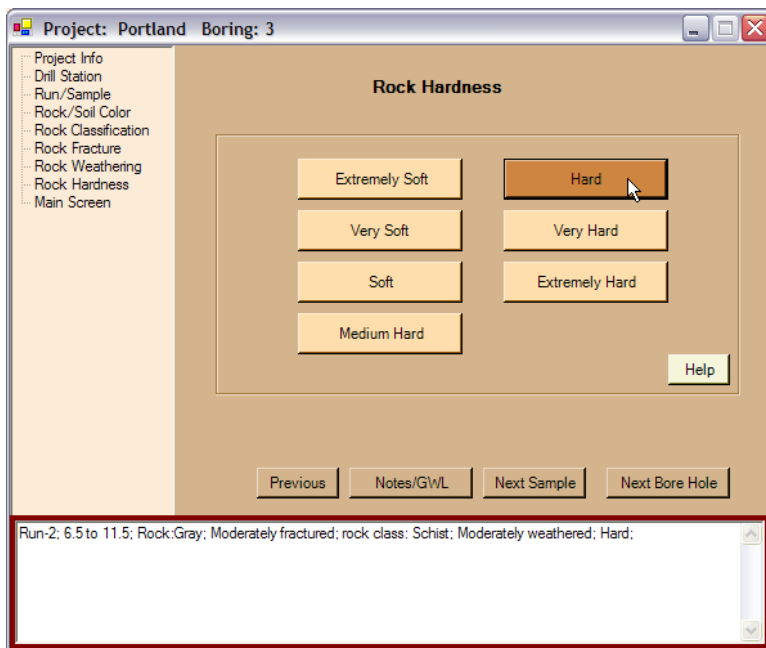 Project: Portland Boring: 3
Project Info
Drill Station
Run/Sample
Rock/Soil Color
Rock Classification
Rock Fracture
Rock Weathering
Rock Hardness
Main Screen
Rock Hardness
Extremely Soft
Hard
Very Soft
Very Hard
Soft
Extremely Hard
Medium Hard
Help
Previous
Notes/GWL
Next Sample
Next Bore Hole
Run-2; 6.5 to 11.5; Rock:Gray; Moderately fractured; rock class: Schist; Moderately weathered; Hard;